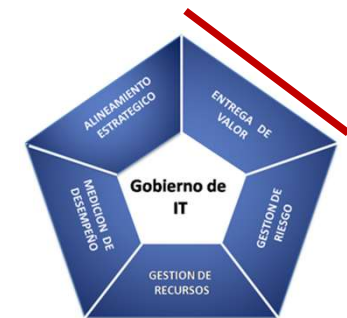 ALINEAMIENTO
ESTRATEGICO
ENTREGA DE
VALOR
Gobierno de
IT
MEDICION DE
DESEMPEÑO
GESTION DE
RIESGO
GESTION DE
RECURSOS